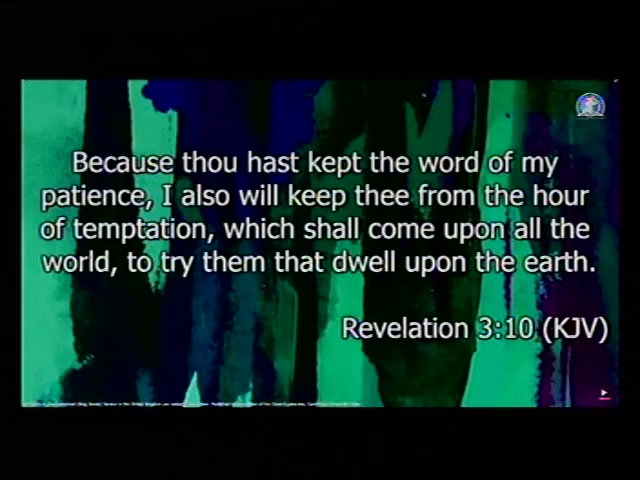 Because thou hast kept the word of my
patience, I also will keep thee from the hour
of temptation, which shall come upon all the
world, to try them that dwell upon the earth.
Revelation 3:10 (KJV)